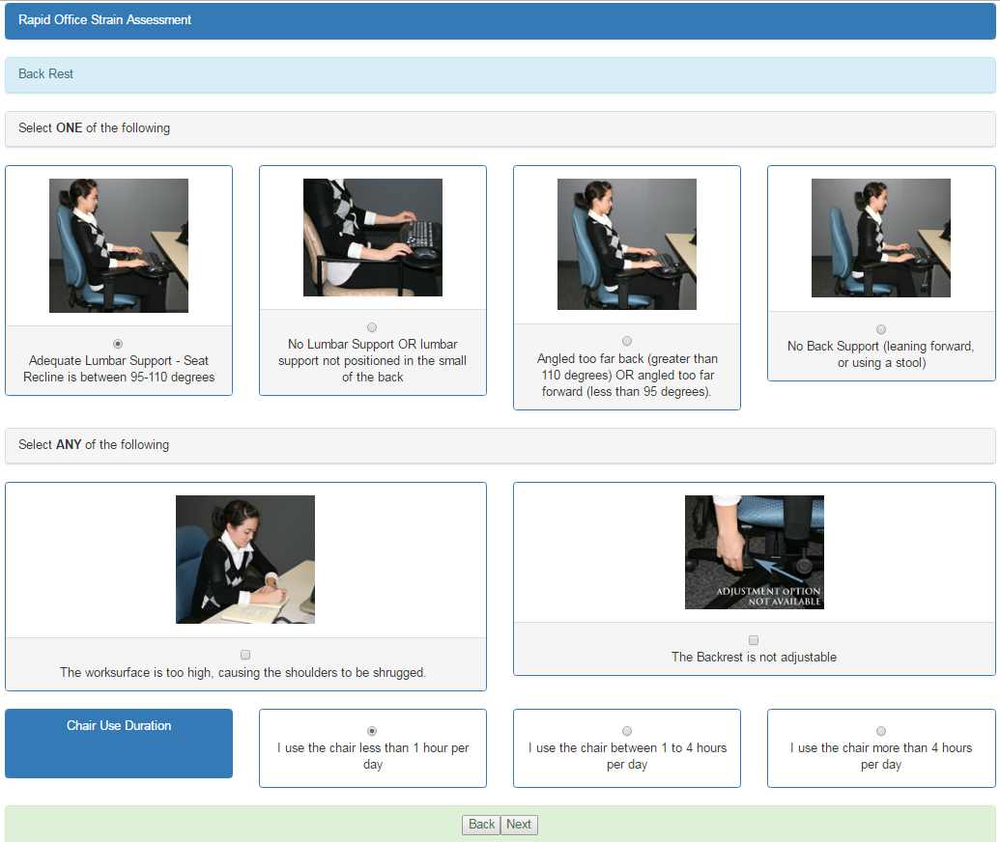 Rapid Office Strain Assessment
Back Rest
Select ONE of the following
Adequate Lumbar Support - Seat
Recline is between 95-110 degrees
No Lumbar Support OR lumbar
support not positioned in the small
of the back
Angled too far back (greater than
110 degrees) OR angled too far
forward (less than 95 degrees).
No Back Support (leaning forward,
or using a stool)
Select ANY of the following
ADJUSTMENT OPTION
NOT AVAILABLE
The worksurface is too high, causing the shoulders to be shrugged.
The Backrest is not adjustable
Chair Use Duration
I use the chair less than 1 hour per
day
I use the chair between 1 to 4 hours
per day
I use the chair more than 4 hours
per day
Back
Next